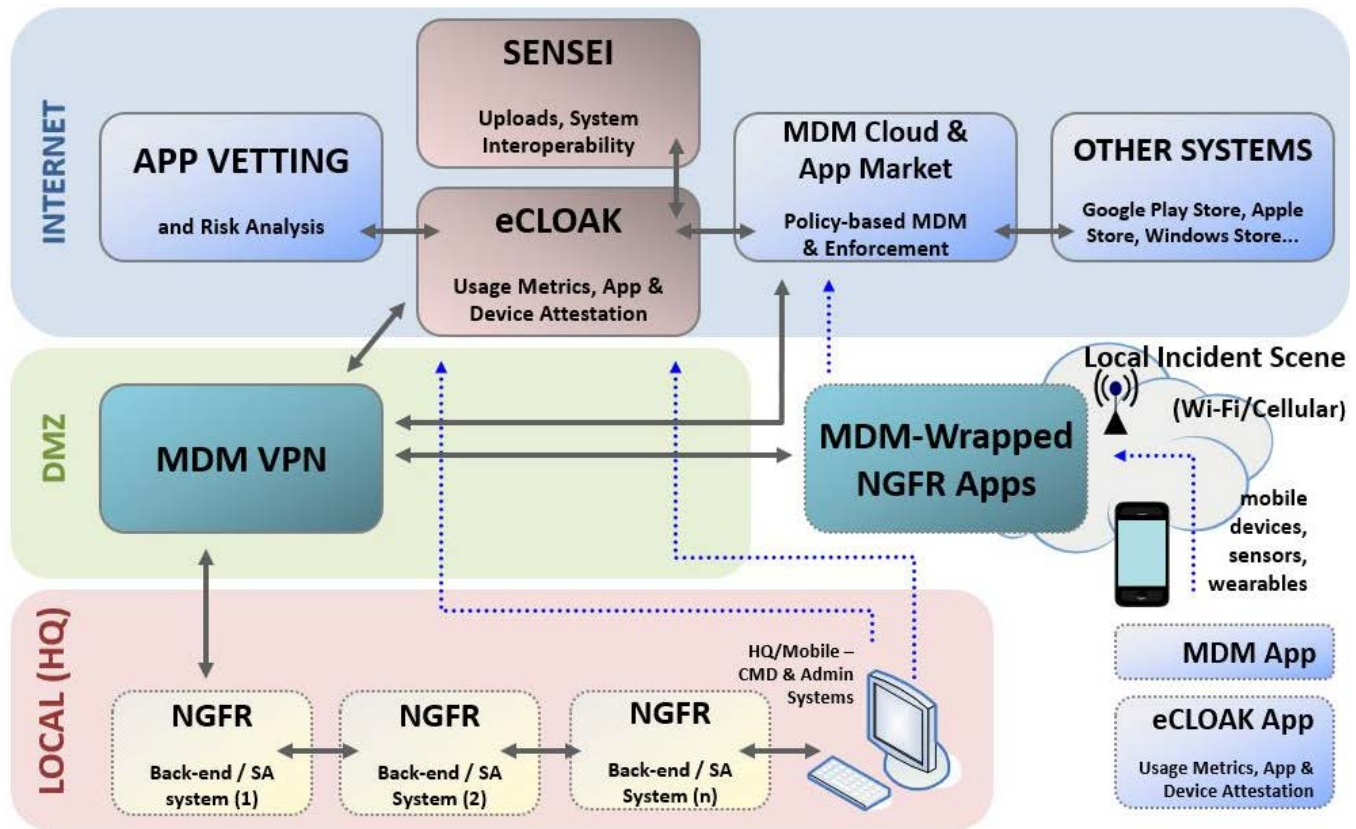 INTERNET
SENSEI
Uploads, System
Interoperability
APP VETTING
and Risk Analysis
eCLOAK
Usage Metrics, App &
Device Attestation
MDM Cloud &
App Market
Policy-based MDM
& Enforcement
OTHER SYSTEMS
Google Play Store, Apple
Store, Windows Store...
DMZ
MDM VPN
MDM-Wrapped
NGFR Apps
Local Incident Scene
(Wi-Fi/Cellular)
mobile
devices,
sensors,
wearables
LOCAL (HQ)
NGFR
Back-end / SA
system (1)
NGFR
Back-end / SA
System (2)
NGFR
Back-end / SA
System (n)
HQ/Mobile –
CMD & Admin
Systems
MDM App
eCLOAK App
Usage Metrics, App &
Device Attestation